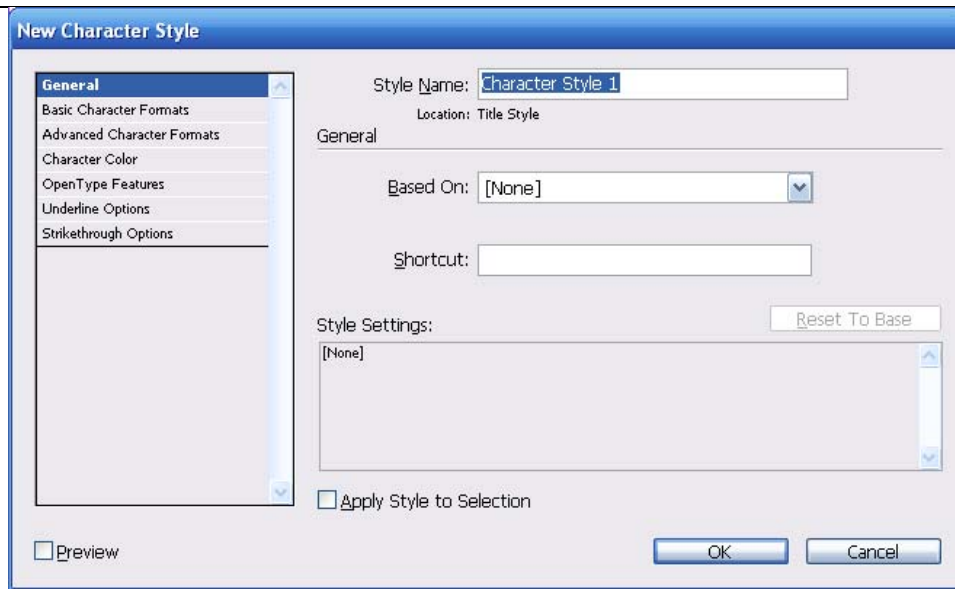 New Character Style
General
Basic Character Formats
Advanced Character Formats
Character Color
OpenType Features
Underline Options
Strikethrough Options
Style Name: Character Style 1
Location: Title Style
General
Based On: [None]
Shortcut:
Reset To Base
Style Settings:
[None]
Apply Style to Selection
Preview
OK
Cancel